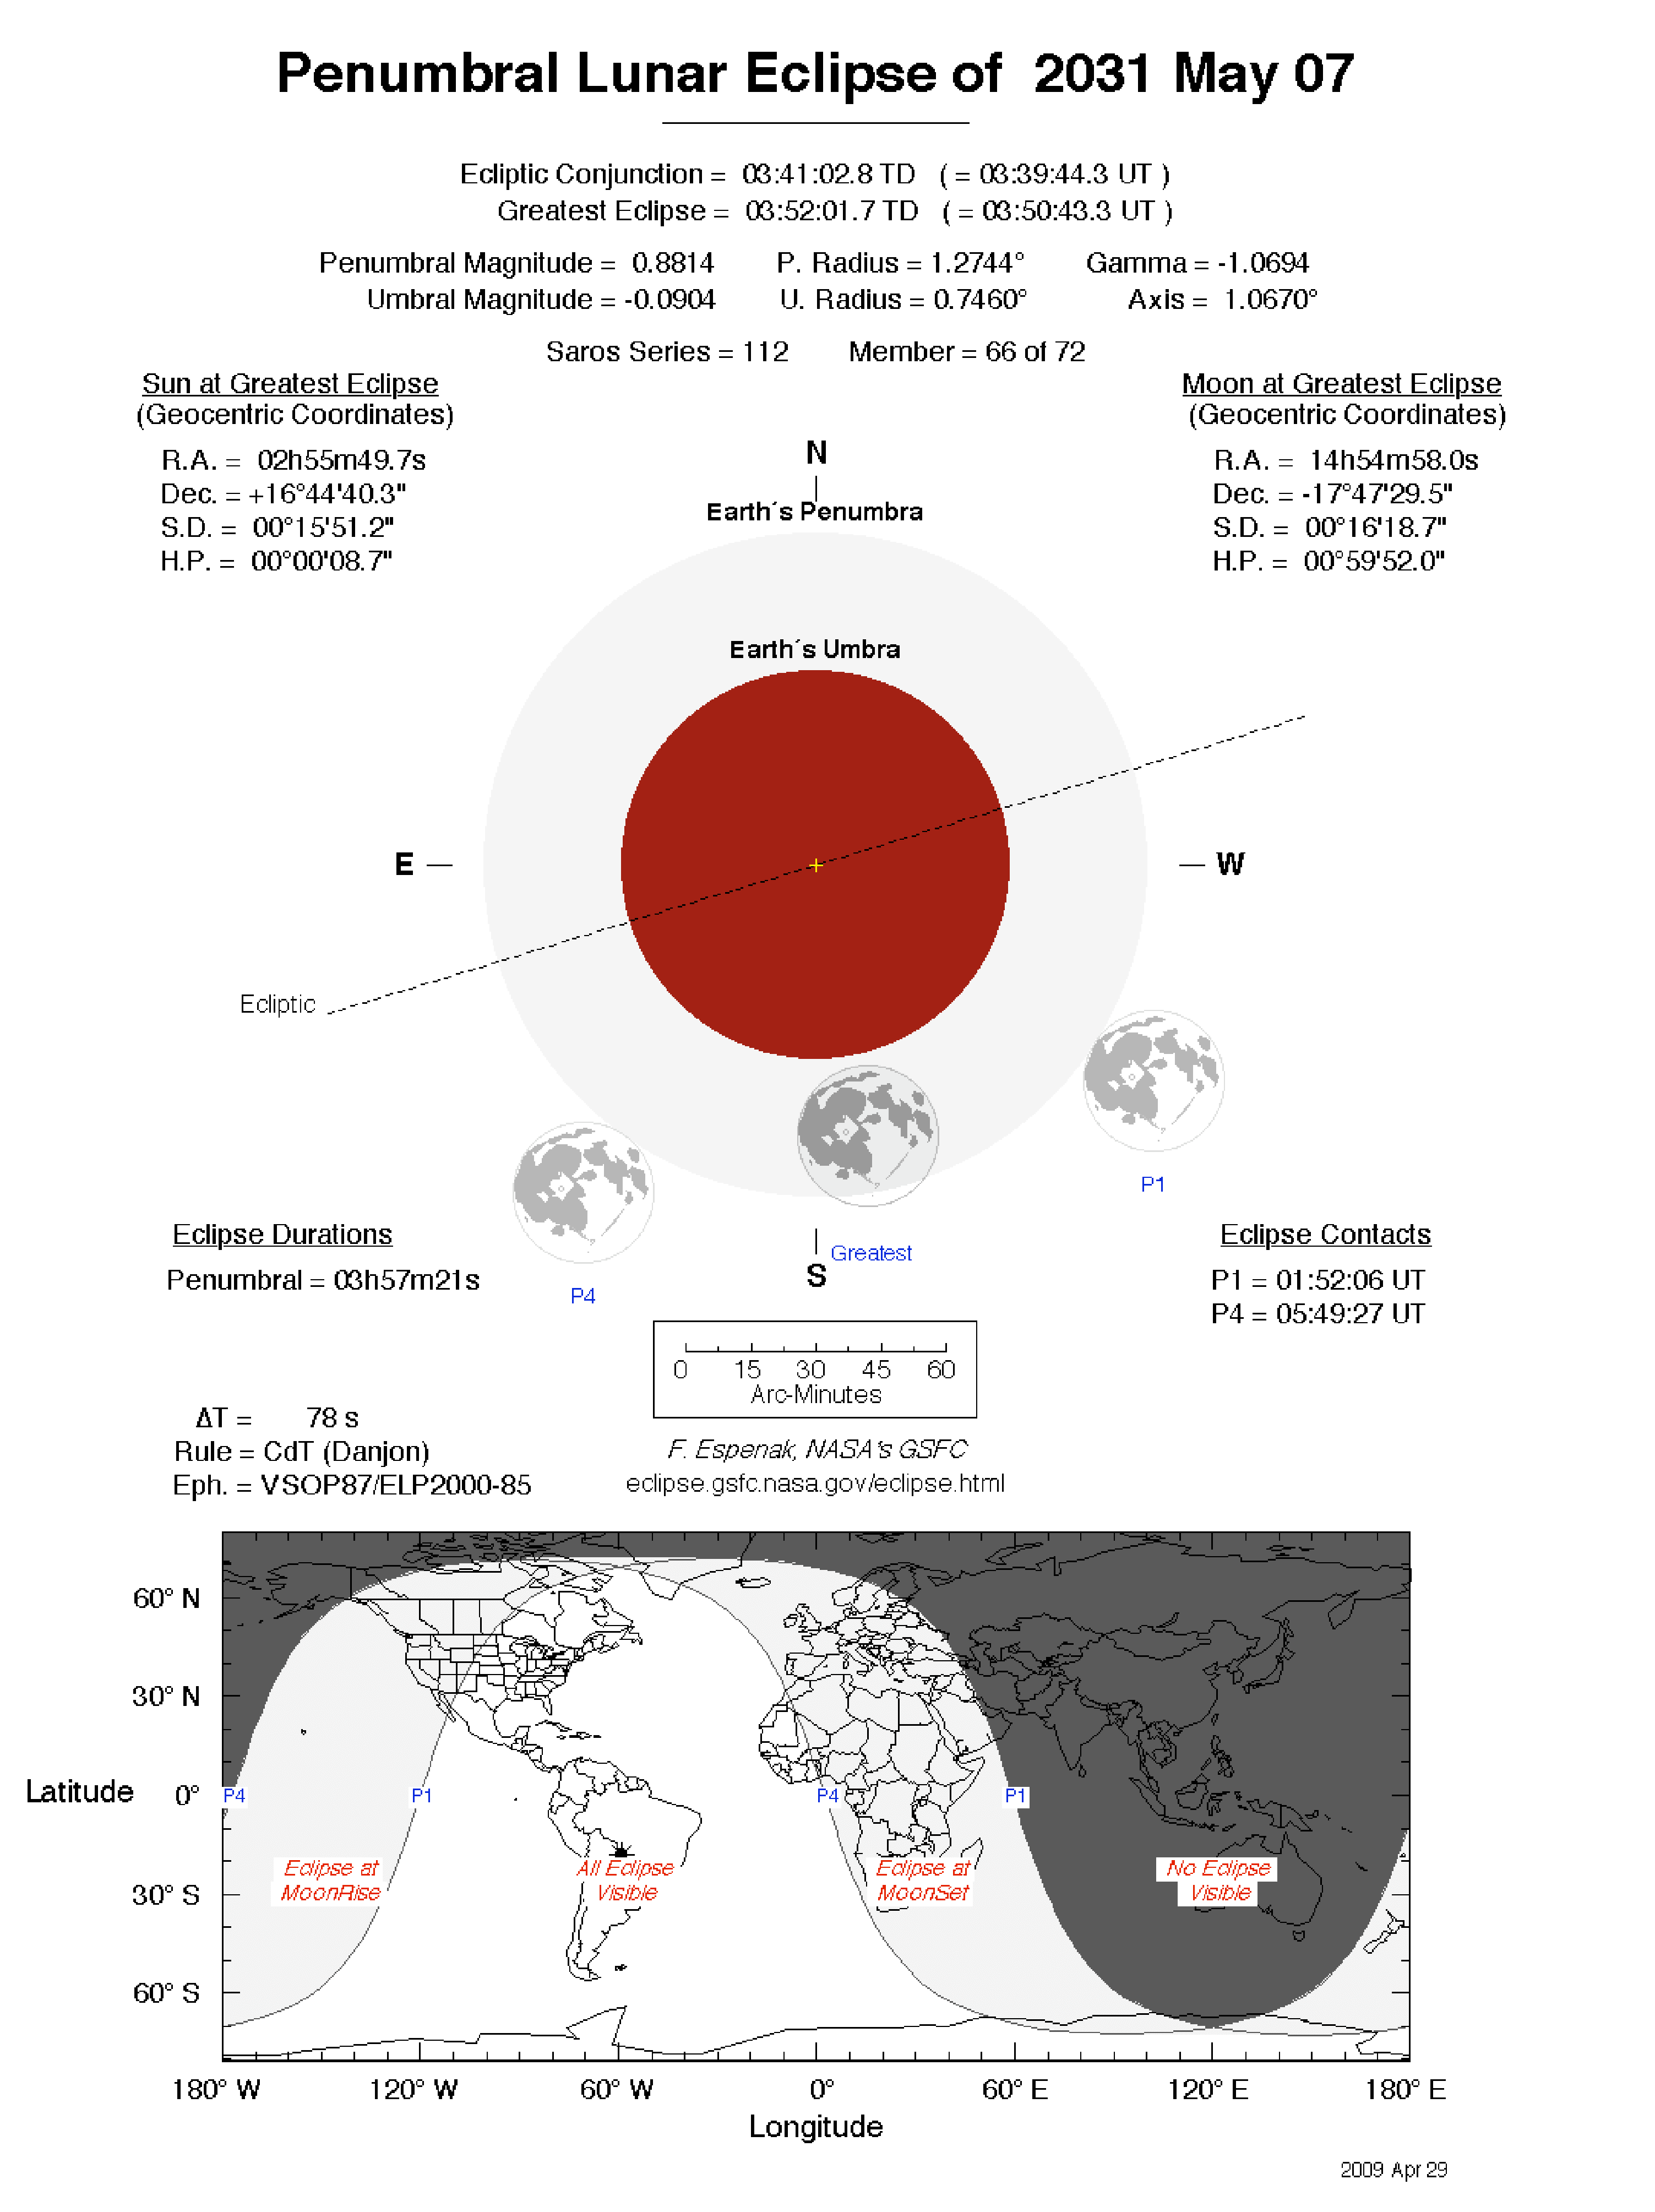 Penumbral Lunar Eclipse of 2031 May 07
Ecliptic Conjunction = 03:41:02.8 TD ( = 03:39:44.3 UT )
Greatest Eclipse = 03:52:01.7 TD ( = 03:50:43.3 UT )
Penumbral Magnitude = 0.8814 P. Radius = 1.2744° Gamma = -1.0694
Umbral Magnitude = -0.0904 U. Radius = 0.7460° Axis = 1.0670°
Saros Series = 112 Member = 66 of 72
Sun at Greatest Eclipse
(Geocentric Coordinates)
R.A. = 02h55m49.7s
Dec. = +16°44'40.3"
S.D. = 00°15'51.2"
H.P. = 00°00'08.7"
Moon at Greatest Eclipse
(Geocentric Coordinates)
R.A. = 14h54m58.0s
Dec. = -17°47'29.5"
S.D. = 00°16'18.7"
H.P. = 00°59'52.0"
N
Earth´s Penumbra
Earth´s Umbra
E
W
Ecliptic
P1
Greatest
S
P4
Eclipse Durations
Penumbral = 03h57m21s
Eclipse Contacts
P1 = 01:52:06 UT
P4 = 05:49:27 UT
0 15 30 45 60
Arc-Minutes
ΔT = 78 s
Rule = CdT (Danjon)
Eph. = VSOP87/ELP2000-85
F. Espenak, NASA's GSFC
eclipse.gsfc.nasa.gov/eclipse.html
60° N
30° N
Latitude 0°
30° S
60° S
P4 P1 P4 P1
Eclipse at
MoonRise
All Eclipse
Visible
Eclipse at
MoonSet
No Eclipse
Visible
180° W 120° W 60° W 0° 60° E 120° E 180° E
Longitude
2009 Apr 29